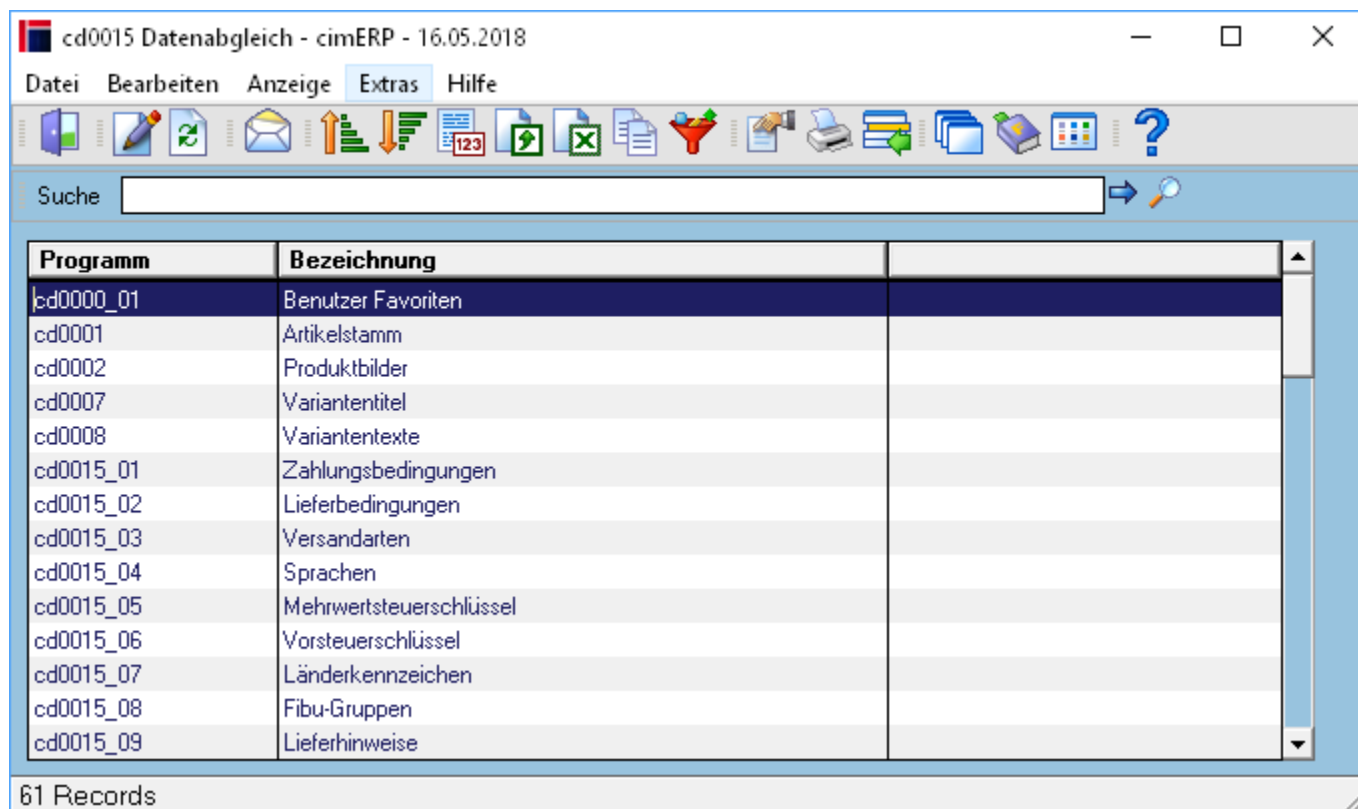 cd0015 Datenabgleich - cimERP - 16.05.2018
Datei Bearbeiten Anzeige Extras Hilfe
123
Suche
Programm Bezeichnung
cd0000_01 Benutzer Favoriten
cd0001 Artikelstamm
cd0002 Produktbilder
cd0007 Variantentitel
cd0008 Variantentexte
cd0015_01 Zahlungsbedingungen
cd0015_02 Lieferbedingungen
cd0015_03 Versandarten
cd0015_04 Sprachen
cd0015_05 Mehrwertsteuerschlüssel
cd0015_06 Vorsteuerschlüssel
cd0015_07 Länderkennzeichen
cd0015_08 Fibu-Gruppen
cd0015_09 Lieferhinweise
61 Records